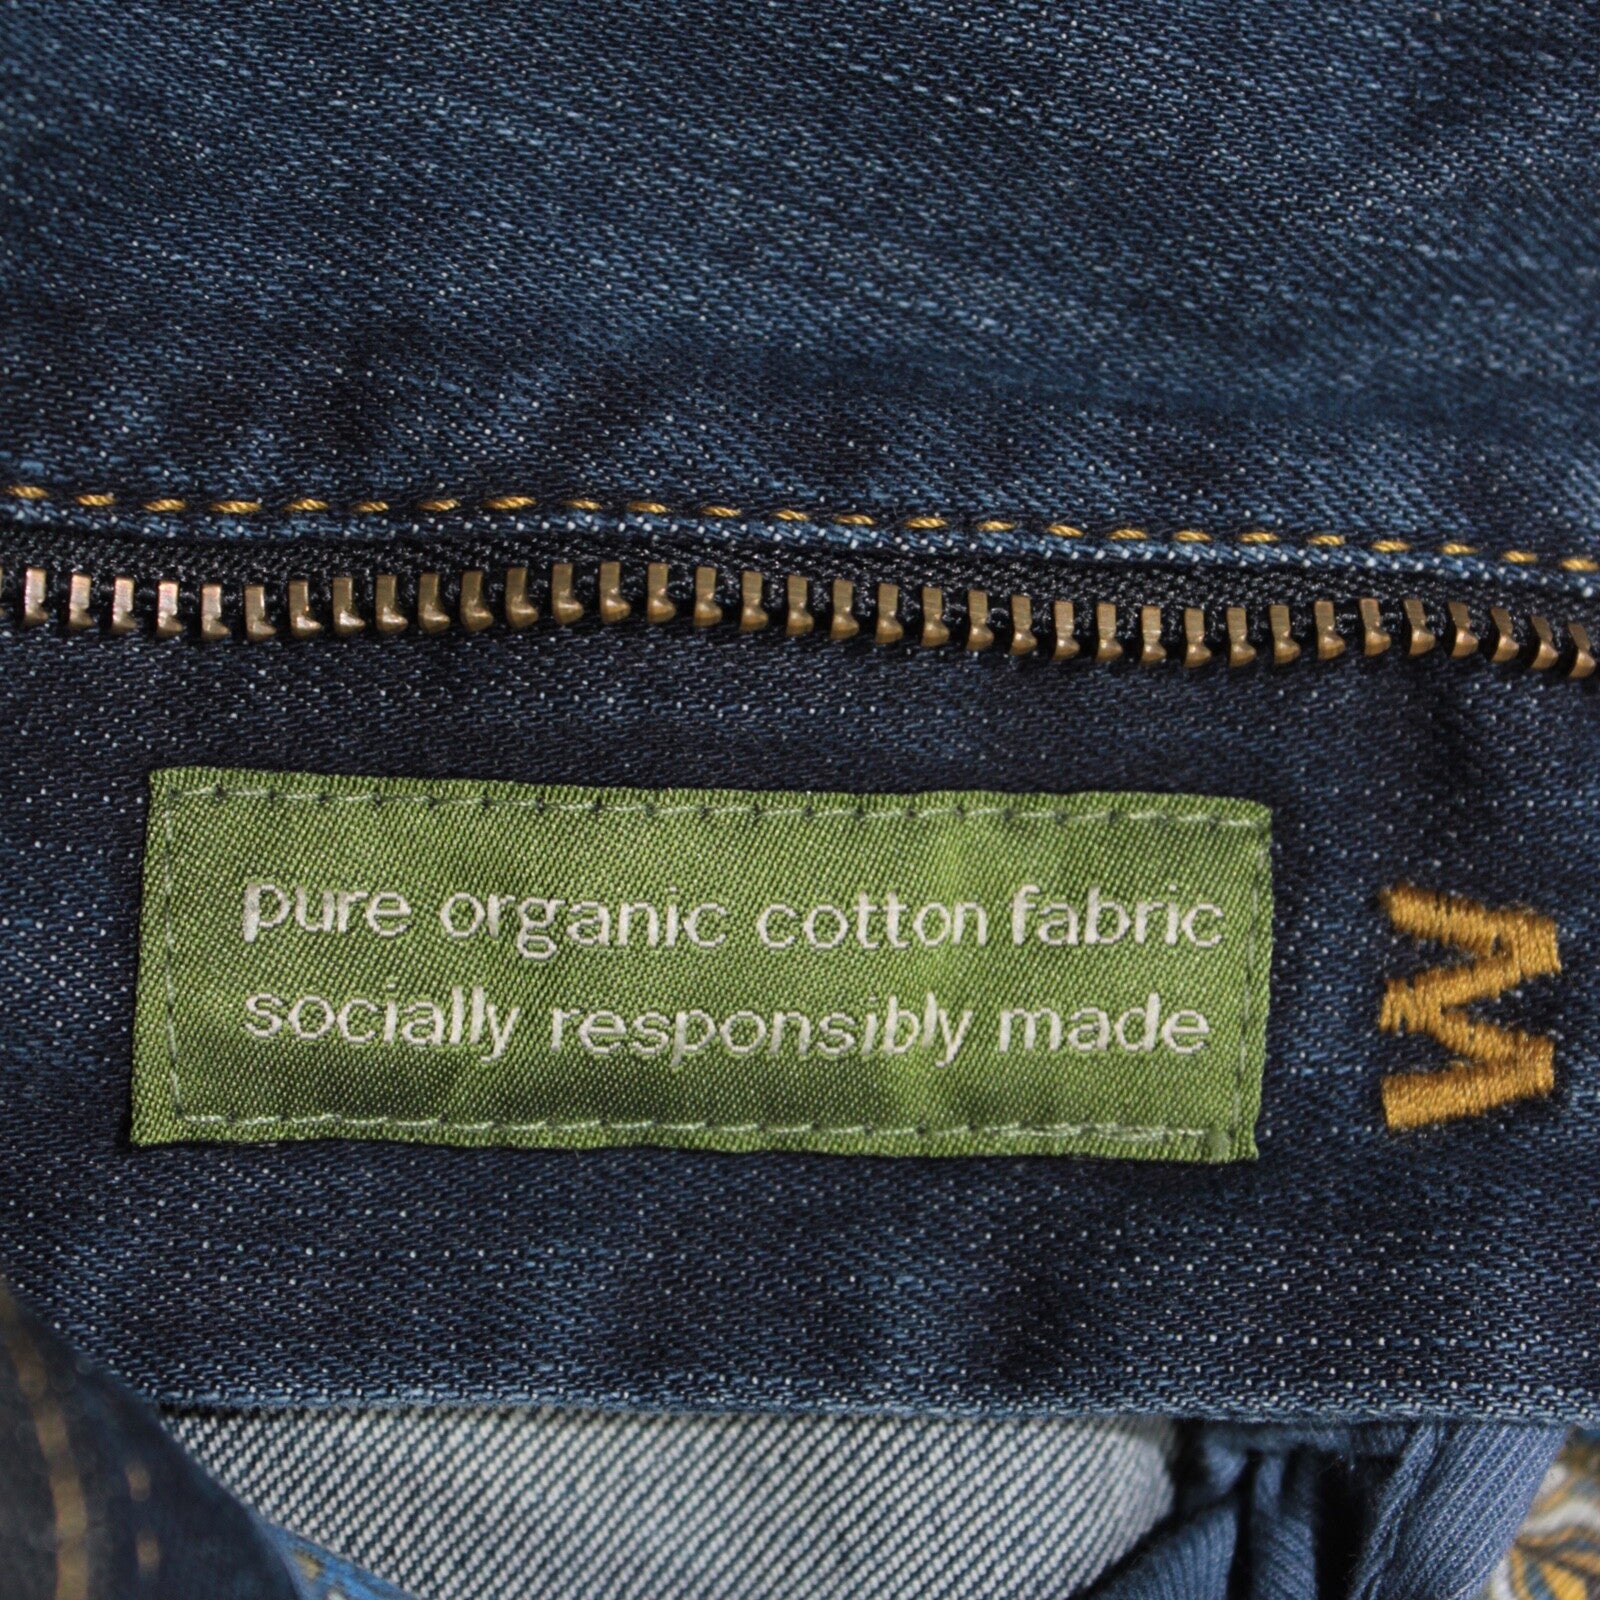 pure organic cotton fabric
socially responsibly made
W